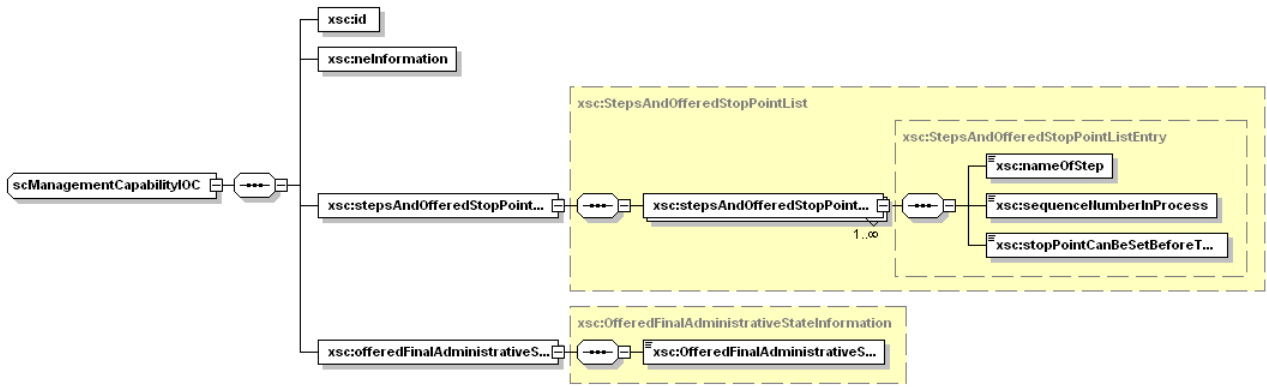 xsc:id
xsc:neInformation
xsc:StepsAndOfferedStopPointList
xsc:StepsAndOfferedStopPointListEntry
xsc:nameOfStep
scManagementCapabilityIOC
xsc:stepsAndOfferedStopPoint...
xsc:stepsAndOfferedStopPoint...
xsc:sequenceNumberInProcess
1..∞
xsc:stopPointCanBeSetBeforeT...
xsc:OfferedFinalAdministrativeStateInformation
xsc:offeredFinalAdministrativeS...
xsc:OfferedFinalAdministrativeS...